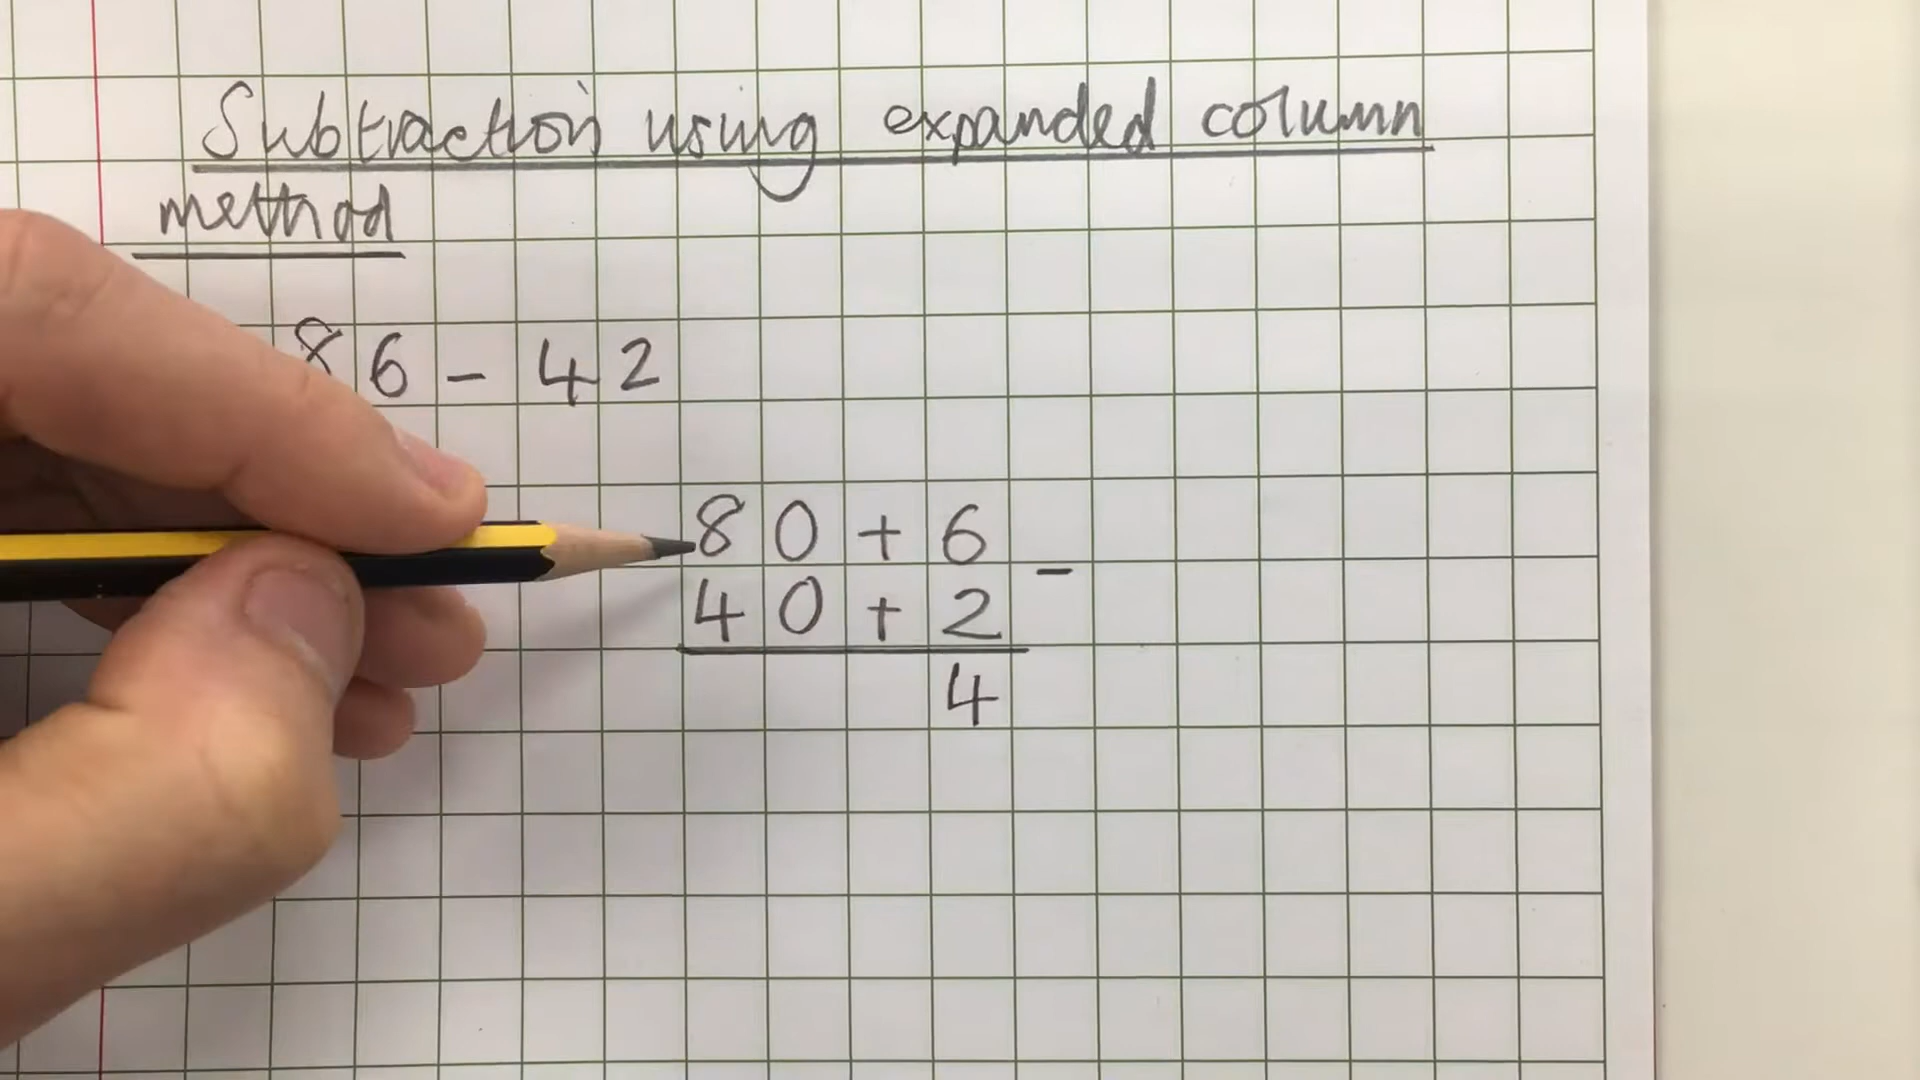 Subtraction using expanded column
method
86 - 42
80 + 6
-
40 + 2
4